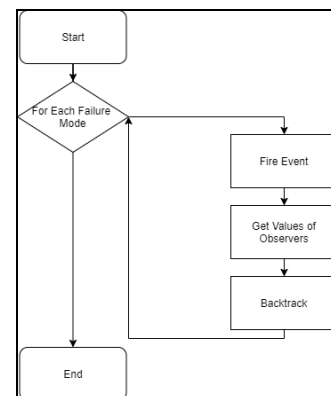 Start
For Each Failure
Mode
Fire Event
Get Values of
Observers
Backtrack
End